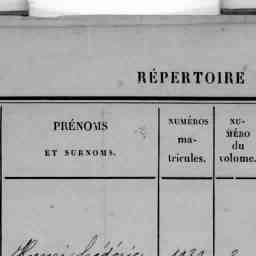 RÉPERTOIRE
PRÉNOMS
ET SURNOMS.
NUMÉROS
ma-
tricules.
NU-
MÉRO
du
volume.